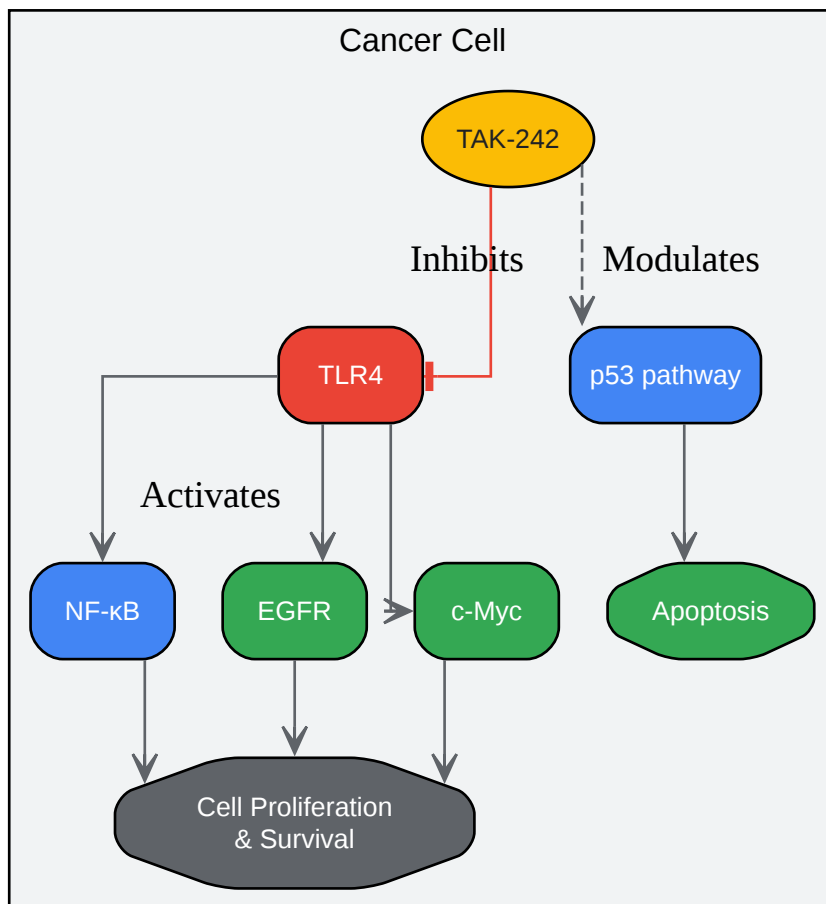 Cancer Cell
TAK-242
Inhibits
Modulates
TLR4
p53 pathway
Activates
NF-κB
EGFR
c-Myc
Apoptosis
Cell Proliferation
& Survival